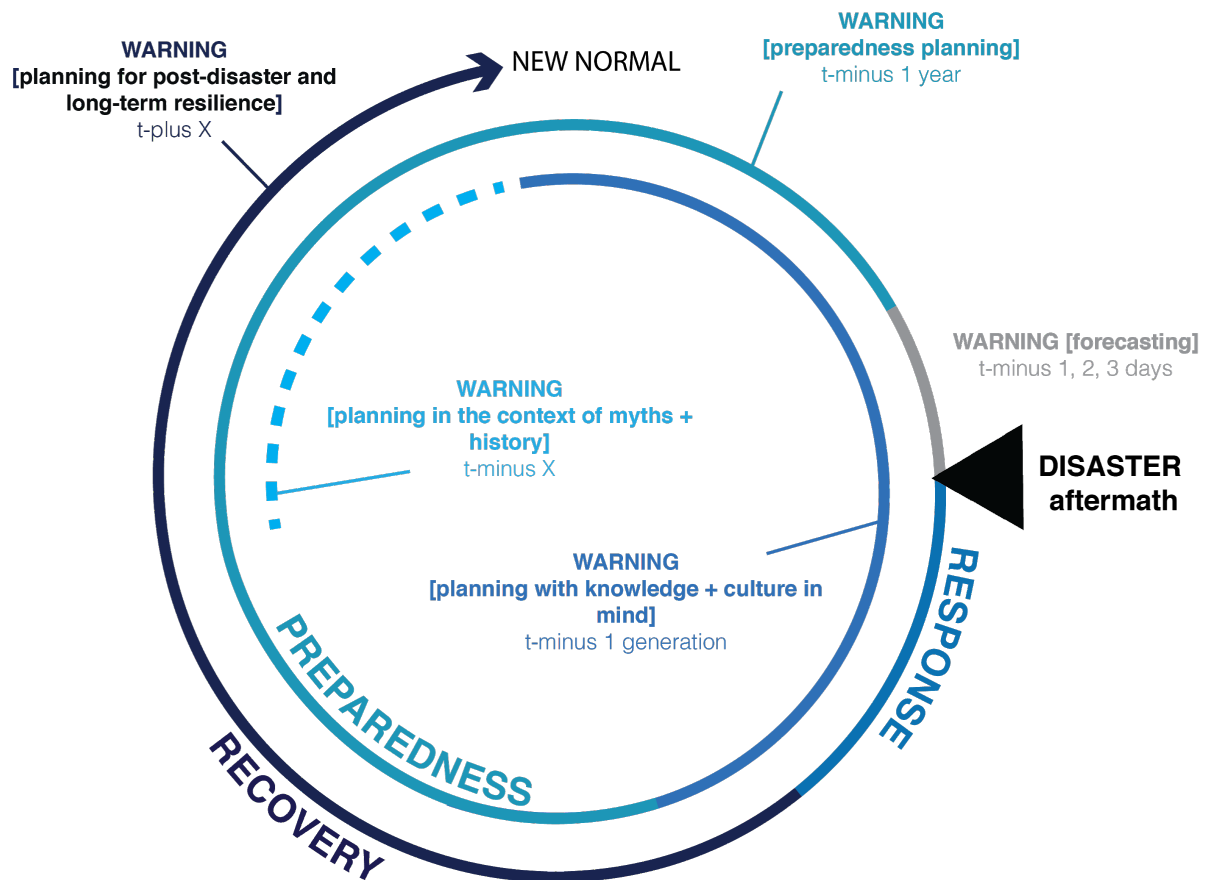 WARNING
[planning for post-disaster and
long-term resilience]
t-plus X
NEW NORMAL
WARNING
[preparedness planning]
t-minus 1 year
WARNING [forecasting]
t-minus 1, 2, 3 days
WARNING
[planning in the context of myths +
history]
t-minus X
DISASTER
aftermath
WARNING
[planning with knowledge + culture in
mind]
t-minus 1 generation
RESPONSE
PREPAREDNESS
RECOVERY